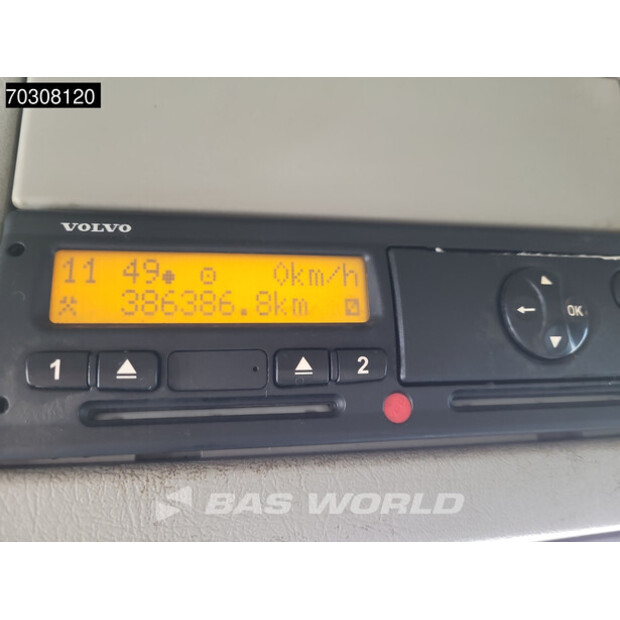 70308120
VOLVO
11 49 0km/h
386386.8km
1 2 OK
BAS WORLD